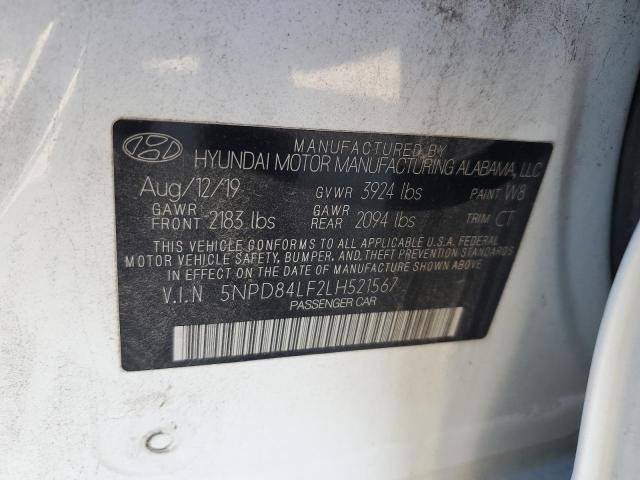 MANUFACTURED BY
HYUNDAI MOTOR MANUFACTURING ALABAMA, LLC
Aug/12/19 GVWR 3924 lbs PAINT W8
GAWR FRONT 2183 lbs GAWR REAR 2094 lbs TRIM CT
THIS VEHICLE CONFORMS TO ALL APPLICABLE U.S.A. FEDERAL
MOTOR VEHICLE SAFETY, BUMPER, AND THEFT PREVENTION STANDARDS
IN EFFECT ON THE DATE OF MANUFACTURE SHOWN ABOVE.
V.I.N 5NPD84LF2LH521567
PASSENGER CAR